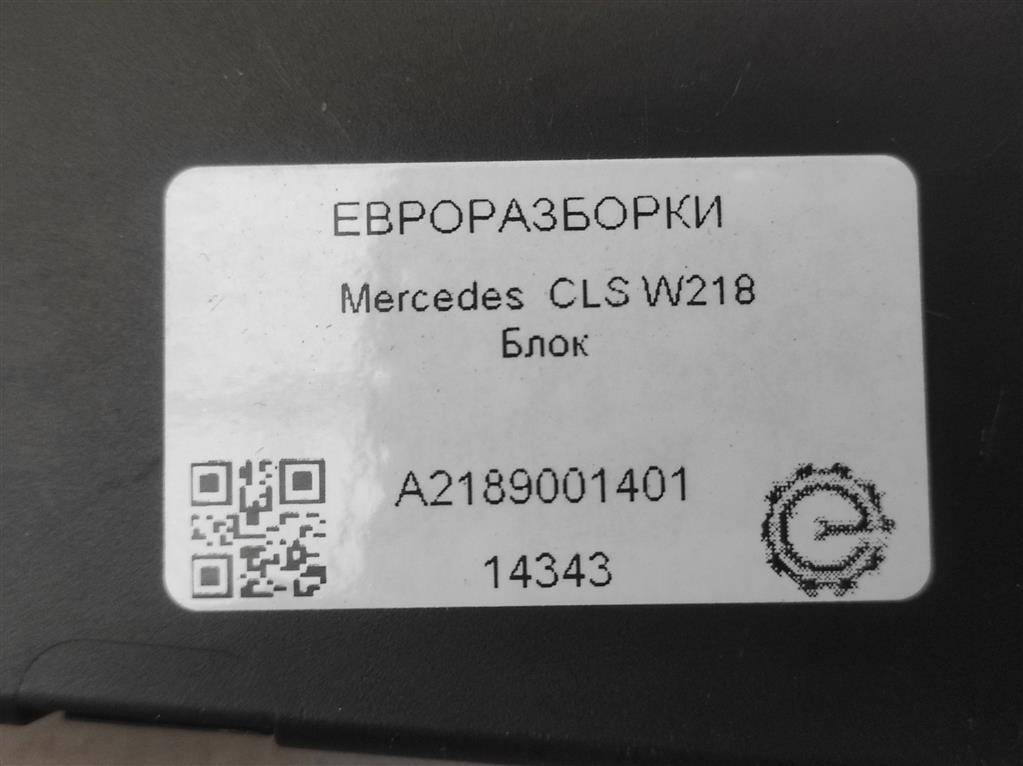 ЕВРОРАЗБОРКИ
Mercedes CLS W218
Блок
A2189001401
14343